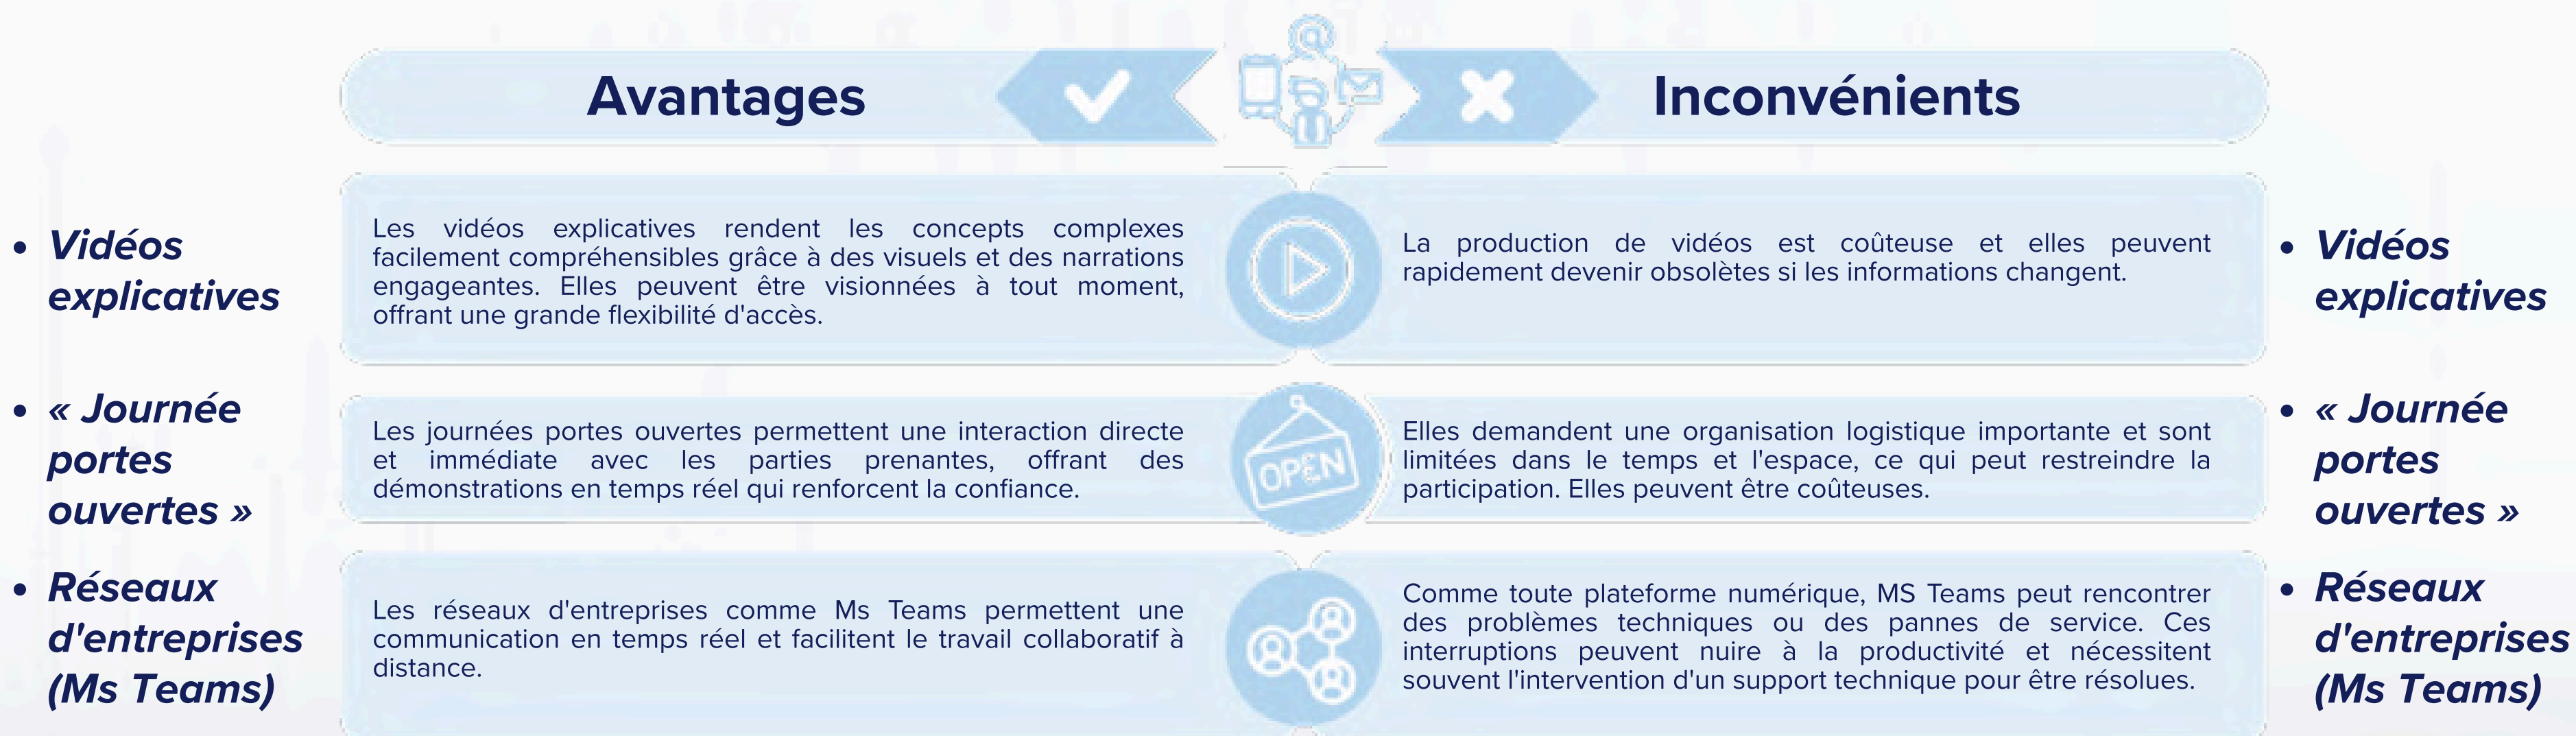 Avantages
Inconvénients
• Vidéos
explicatives
Les vidéos explicatives rendent les concepts complexes
facilement compréhensibles grâce à des visuels et des narrations
engageantes. Elles peuvent être visionnées à tout moment,
offrant une grande flexibilité d'accès.
La production de vidéos est coûteuse et elles peuvent
rapidement devenir obsolètes si les informations changent.
• Vidéos
explicatives
• « Journée
portes
ouvertes »
Les journées portes ouvertes permettent une interaction directe
et immédiate avec les parties prenantes, offrant des
démonstrations en temps réel qui renforcent la confiance.
OPEN
Elles demandent une organisation logistique importante et sont
limitées dans le temps et l'espace, ce qui peut restreindre la
participation. Elles peuvent être coûteuses.
• « Journée
portes
ouvertes »
• Réseaux
d'entreprises
(Ms Teams)
Les réseaux d'entreprises comme Ms Teams permettent une
communication en temps réel et facilitent le travail collaboratif à
distance.
Comme toute plateforme numérique, MS Teams peut rencontrer
des problèmes techniques ou des pannes de service. Ces
interruptions peuvent nuire à la productivité et nécessitent
souvent l'intervention d'un support technique pour être résolues.
• Réseaux
d'entreprises
(Ms Teams)